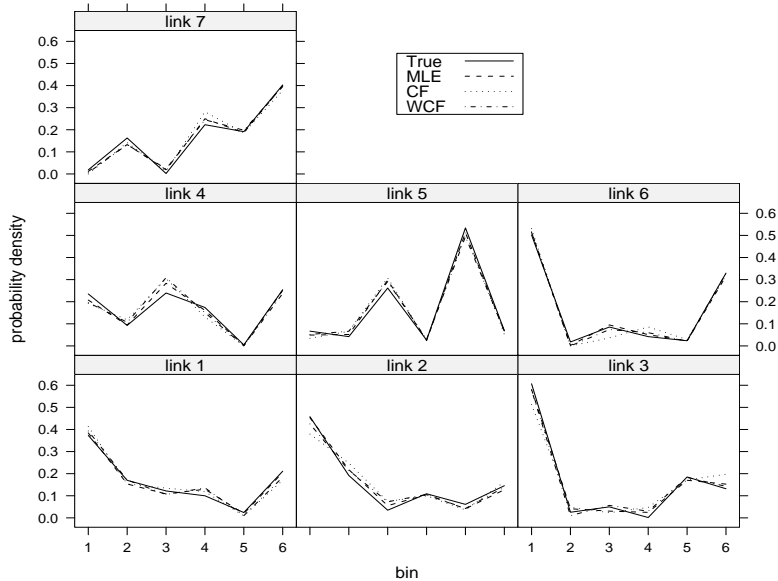 link 7
0.6
0.5
0.4
0.3
0.2
0.1
0.0
True
MLE
CF
WCF
link 4
link 5
link 6
0.6
0.5
0.4
0.3
0.2
0.1
0.0
probability density
link 1
link 2
link 3
0.6
0.5
0.4
0.3
0.2
0.1
0.0
1 2 3 4 5 6
1 2 3 4 5 6
bin